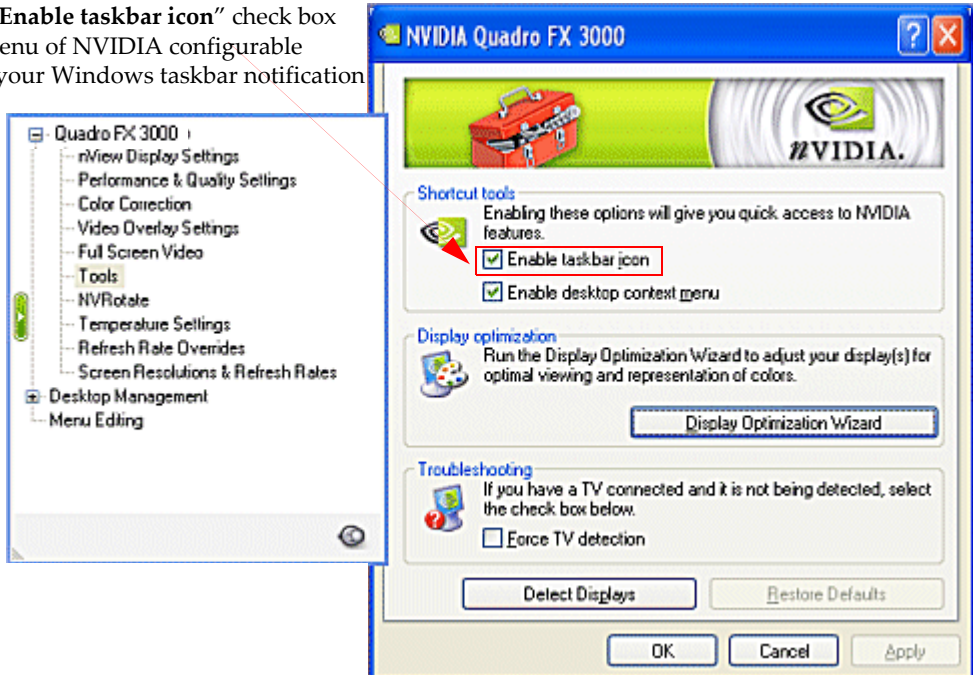 Enable taskbar icon” check box
enu of NVIDIA configurable
your Windows taskbar notification
Quadro FX 3000
nView Display Settings
Performance & Quality Settings
Color Correction
Video Overlay Settings
Full Screen Video
Tools
NVRotate
Temperature Settings
Refresh Rate Overrides
Screen Resolutions & Refresh Rates
Desktop Management
Menu Editing
NVIDIA Quadro FX 3000
nVIDIA.
Shortcut tools
Enabling these options will give you quick access to NVIDIA
features.
Enable taskbar icon
Enable desktop context menu
Display optimization
Run the Display Optimization Wizard to adjust your display(s) for
optimal viewing and representation of colors.
Display Optimization Wizard
Troubleshooting
If you have a TV connected and it is not being detected, select
the check box below.
Force TV detection
Detect Displays
Restore Defaults
OK
Cancel
Apply